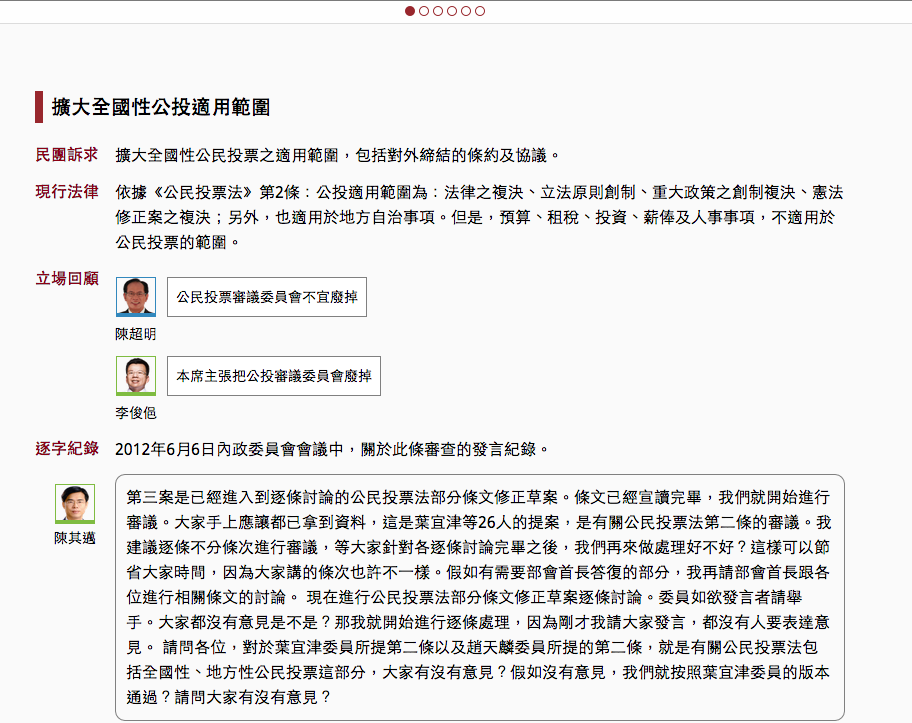 擴大全國性公投適用範圍
民團訴求 擴大全國性公民投票之適用範圍，包括對外締結的條約及協議。
現行法律 依據《公民投票法》第2條：公投適用範圍為：法律之複決、立法原則創制、重大政策之創制複決、憲法
修正案之複決；另外，也適用於地方自治事項。但是，預算、租稅、投資、薪俸及人事事項，不適用於
公民投票的範圍。
立場回顧
公民投票審議委員會不宜廢掉
陳超明
本席主張把公投審議委員會廢掉
李俊俋
逐字紀錄 2012年6月6日內政委員會會議中，關於此條審查的發言紀錄。
陳其邁
第三案是已經進入到逐條討論的公民投票法部分條文修正草案。條文已經宣讀完畢，我們就開始進行
審議。大家手上應讓都已拿到資料，這是葉宜津等26人的提案，是有關公民投票法第二條的審議。我
建議逐條不分條次進行審議，等大家針對各逐條討論完畢之後，我們再來做處理好不好？這樣可以節
省大家時間，因為大家講的條次也許不一樣。假如有需要部會首長答復的部分，我再請部會首長跟各
位進行相關條文的討論。 現在進行公民投票法部分條文修正草案逐條討論。委員如欲發言者請舉
手。大家都沒有意見是不是？那我就開始進行逐條處理，因為剛才我請大家發言，都沒有人要表達意
見。 請問各位，對於葉宜津委員所提第二條以及趙天麟委員所提的第二條，就是有關公民投票法包
括全國性、地方性公民投票這部分，大家有沒有意見？假如沒有意見，我們就按照葉宜津委員的版本
通過？請問大家有沒有意見？